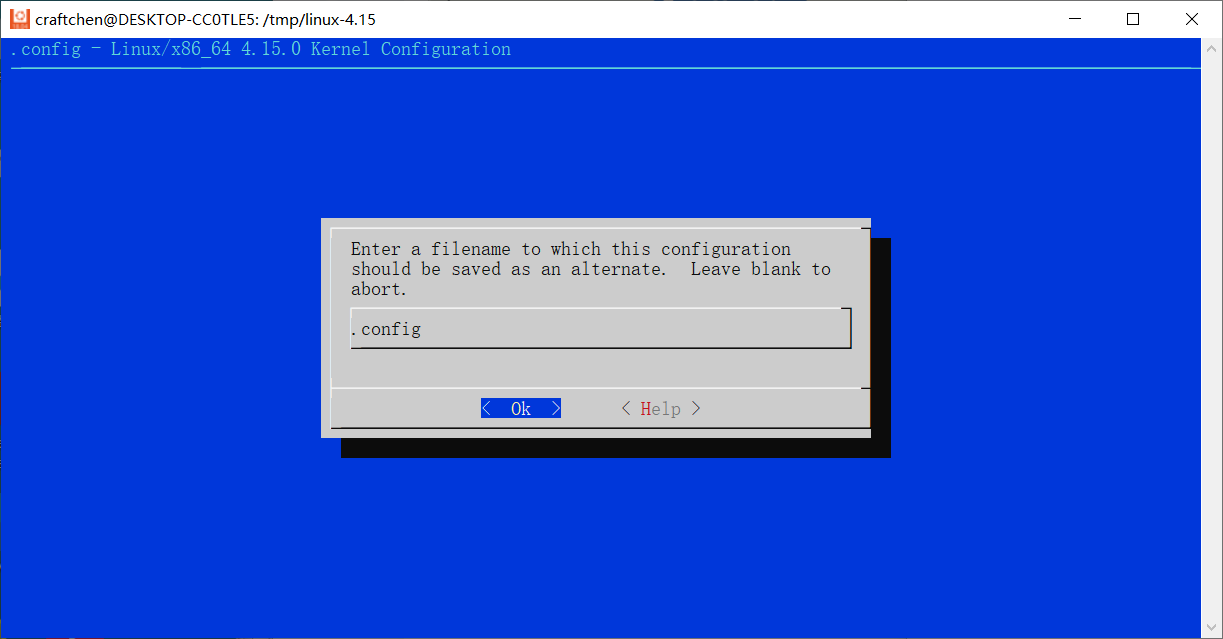 craftchen@DESKTOP-CC0TLE5: /tmp/linux-4.15
.config - Linux/x86_64 4.15.0 Kernel Configuration
Enter a filename to which this configuration
should be saved as an alternate.  Leave blank to
abort.
.config
<  Ok  >      < Help >